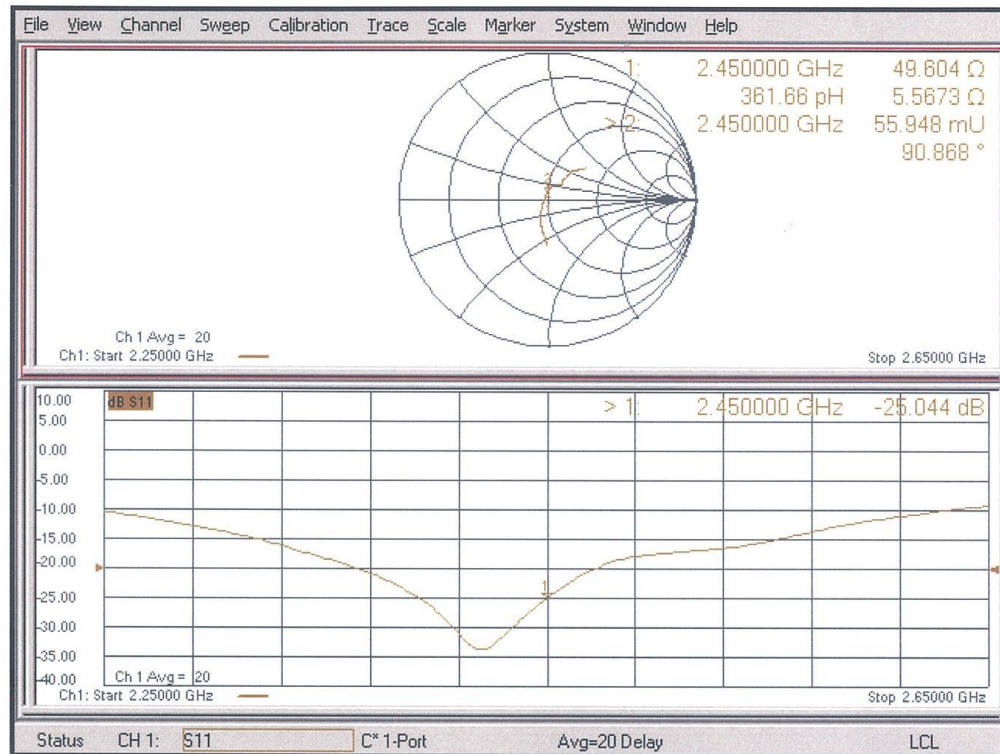 File View Channel Sweep Calibration Trace Scale Marker System Window Help
1: 2.450000 GHz 49.604 Ω
361.66 pH 5.5673 Ω
> 2: 2.450000 GHz 55.948 mU
90.868 °
Ch 1 Avg = 20
Ch1: Start 2.25000 GHz Stop 2.65000 GHz
10.00 dB S11 > 1: 2.450000 GHz -25.044 dB
5.00
0.00
-5.00
-10.00
-15.00
-20.00
1
-25.00
-30.00
-35.00
-40.00 Ch 1 Avg = 20
Ch1: Start 2.25000 GHz Stop 2.65000 GHz
Status CH 1: S11 C* 1-Port Avg=20 Delay LCL